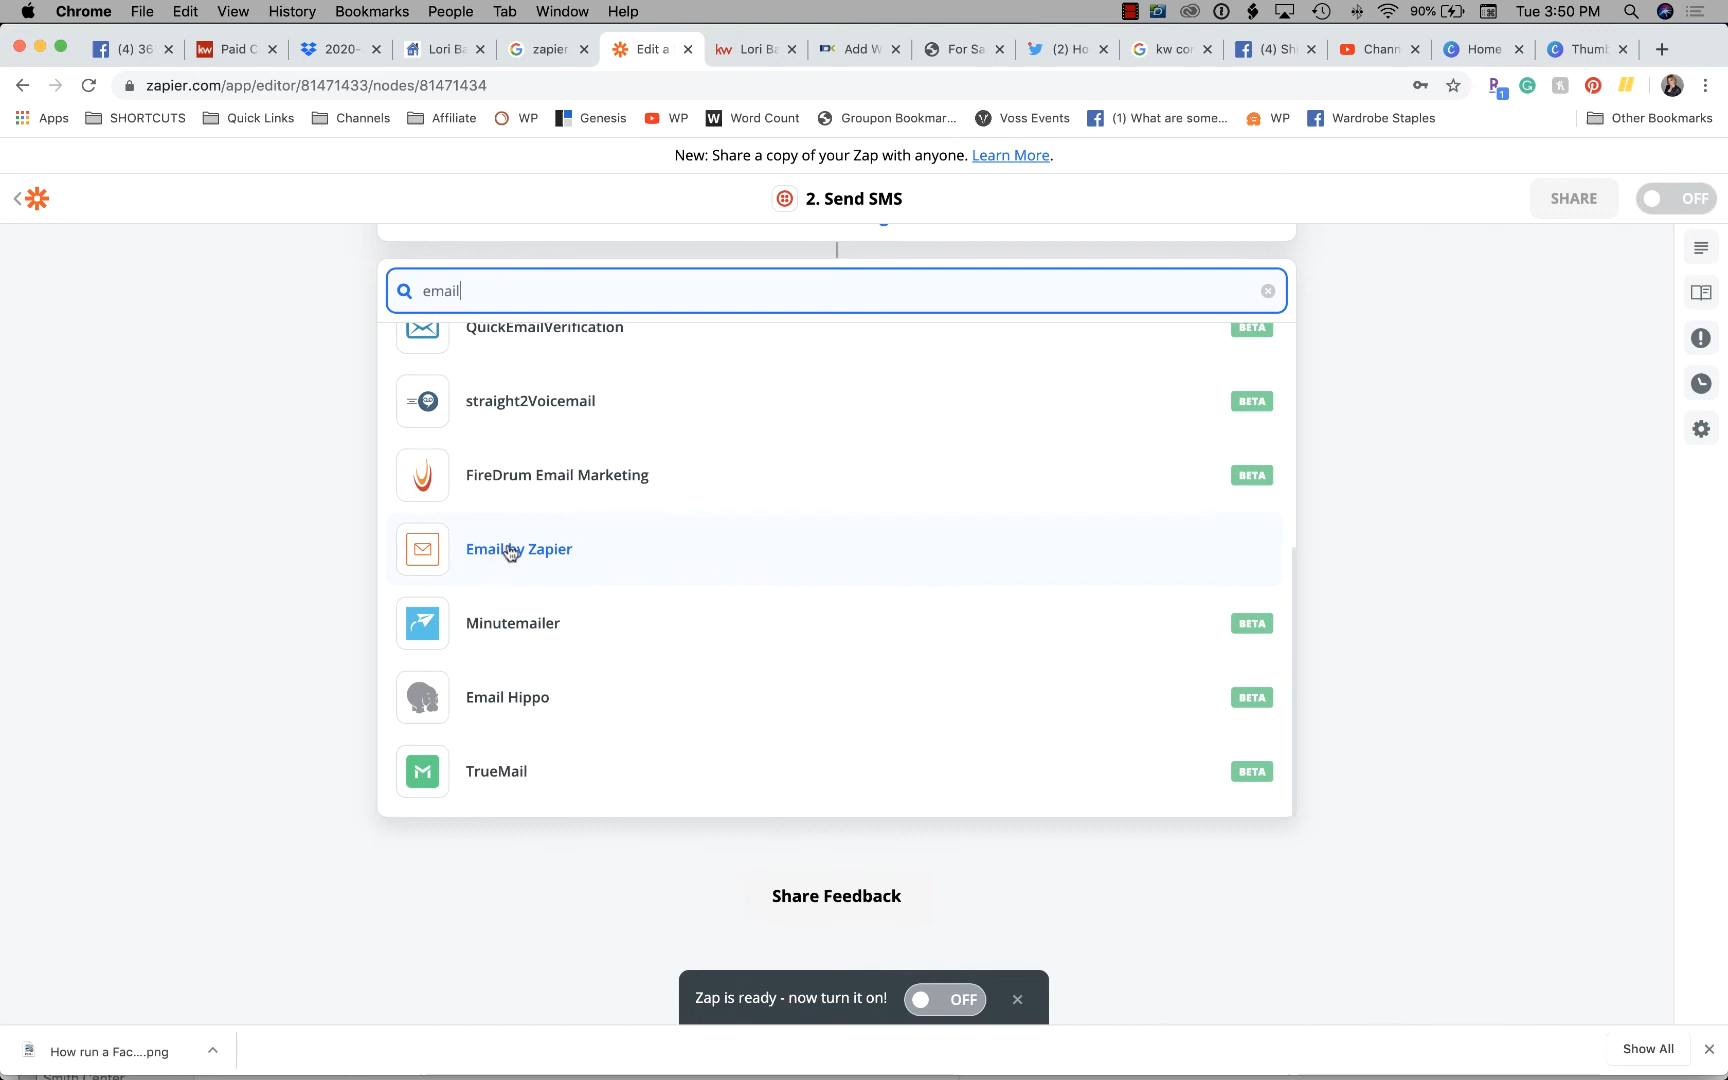 Chrome File Edit View History Bookmarks People Tab Window Help 90% Tue 3:50 PM
(4) 36 Paid C 2020- Lori Ba zapier Edit a Lori Ba Add W For Sa (2) Ho kw cor (4) Shi Chann Home Thumb
zapier.com/app/editor/81471433/nodes/81471434
Apps SHORTCUTS Quick Links Channels Affiliate WP Genesis WP Word Count Groupon Bookmar... Voss Events (1) What are some... WP Wardrobe Staples Other Bookmarks
New: Share a copy of your Zap with anyone. Learn More.
2. Send SMS SHARE OFF
email
QuickEmailVerification BETA
straight2Voicemail BETA
FireDrum Email Marketing BETA
Email by Zapier
Minutemailer BETA
Email Hippo BETA
TrueMail BETA
Share Feedback
Zap is ready - now turn it on! OFF
How run a Fac....png Show All
Smith Center